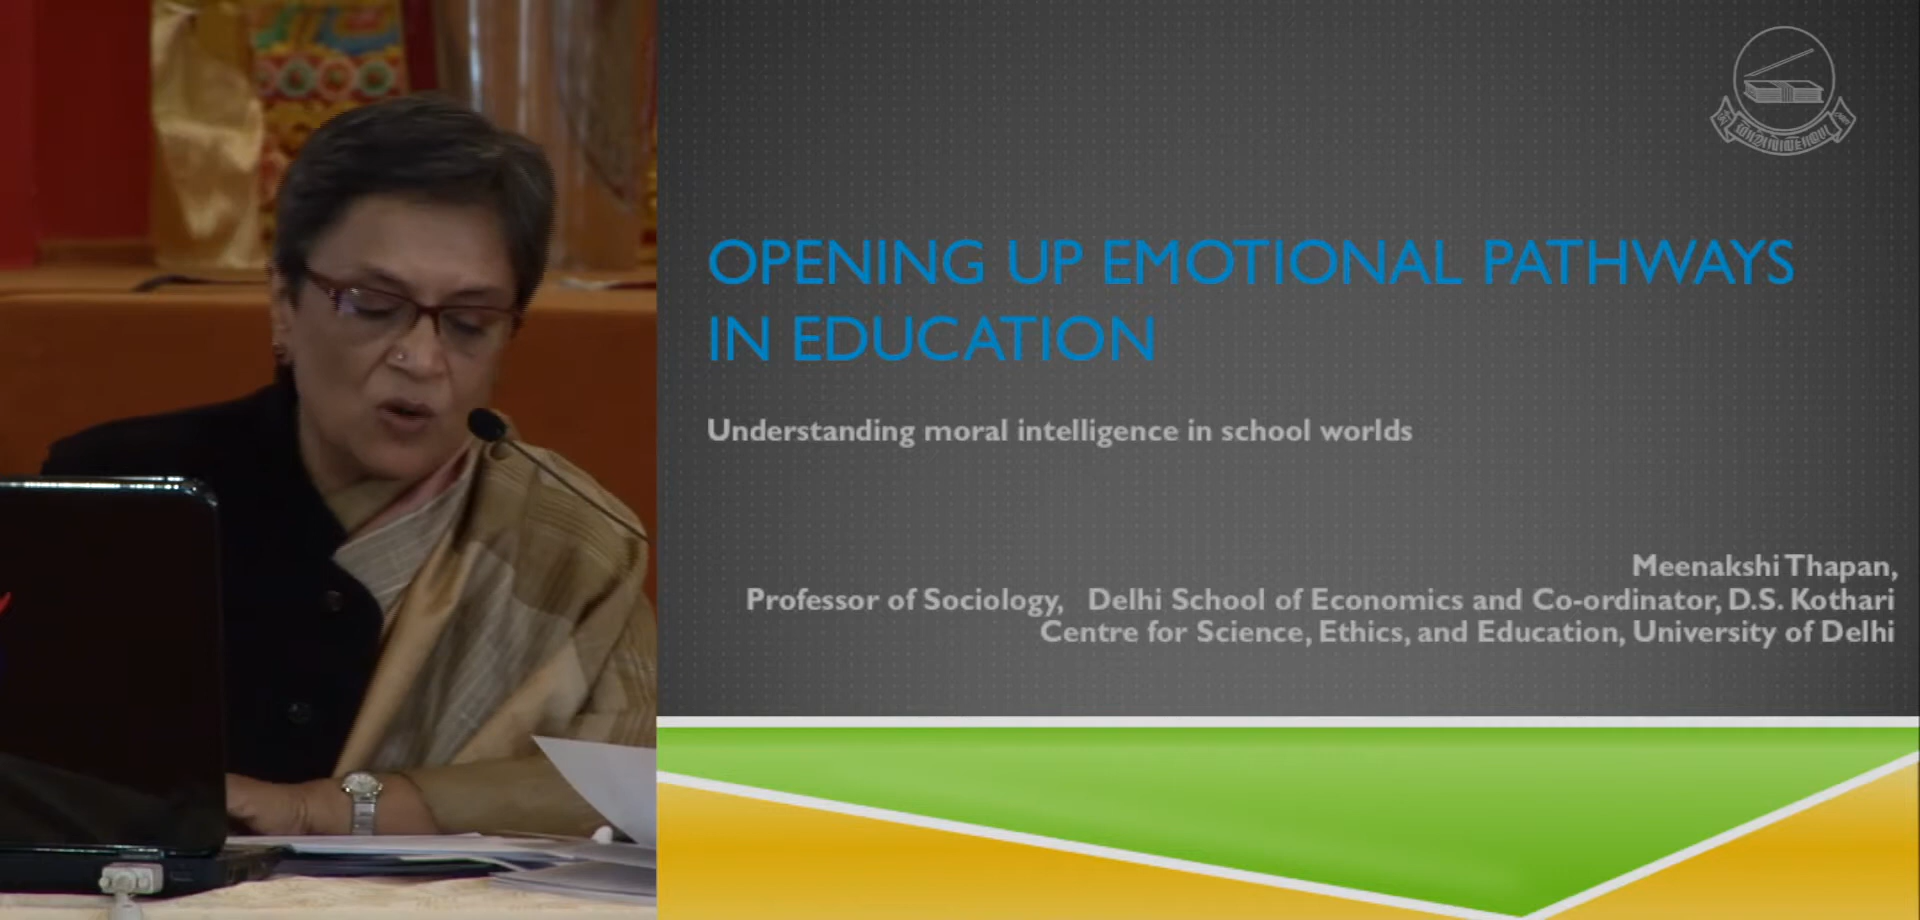 OPENING UP EMOTIONAL PATHWAYS
IN EDUCATION
Understanding moral intelligence in school worlds
Meenakshi Thapan,
Professor of Sociology, Delhi School of Economics and Co-ordinator, D.S. Kothari
Centre for Science, Ethics, and Education, University of Delhi